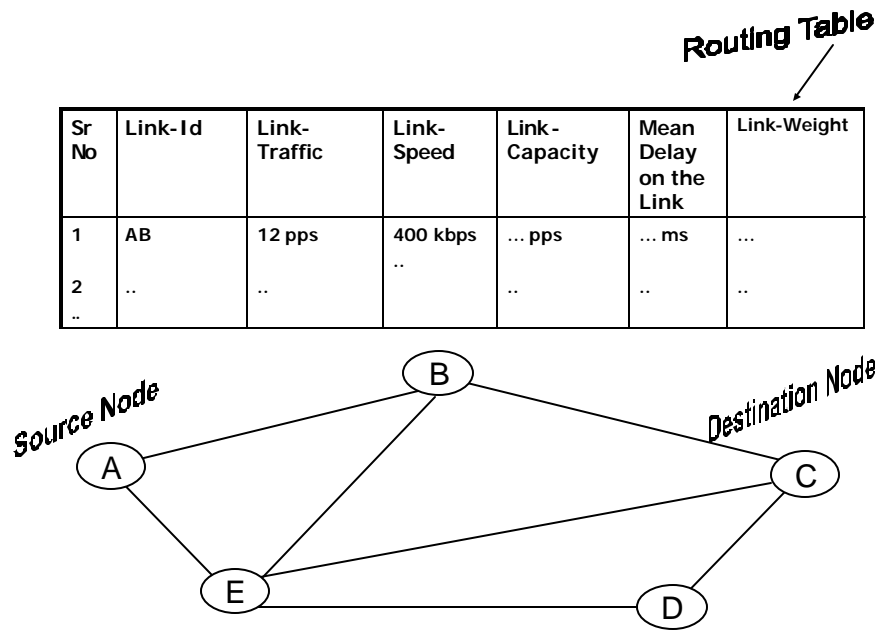 Routing Table
Sr No
Link-Id
Link-Traffic
Link-Speed
Link-Capacity
Mean Delay on the Link
Link-Weight
1
AB
12 pps
400 kbps
... pps
... ms
...
..
2
..
..
..
..
..
..
Source Node
B
Destination Node
A
C
E
D